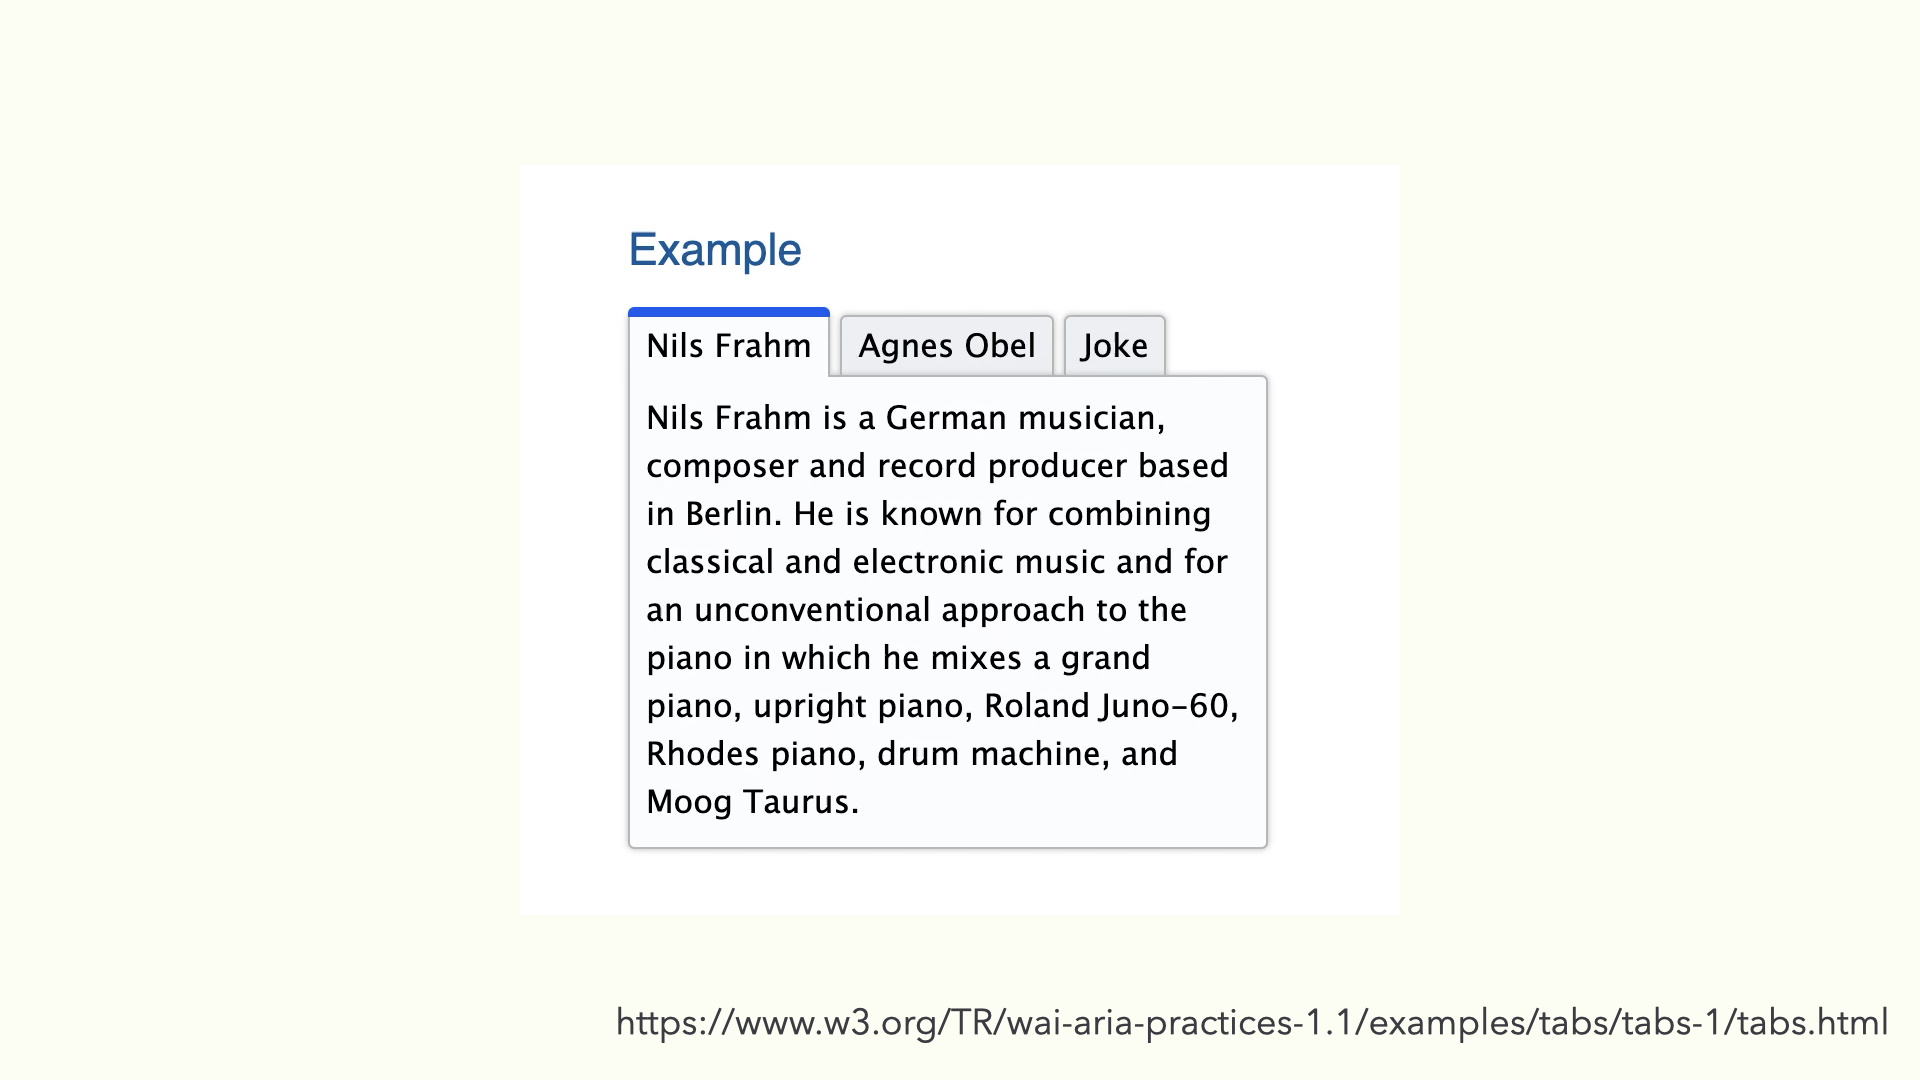 Example
Nils Frahm
Agnes Obel
Joke
Nils Frahm is a German musician,
composer and record producer based
in Berlin. He is known for combining
classical and electronic music and for
an unconventional approach to the
piano in which he mixes a grand
piano, upright piano, Roland Juno-60,
Rhodes piano, drum machine, and
Moog Taurus.
https://www.w3.org/TR/wai-aria-practices-1.1/examples/tabs/tabs-1/tabs.html